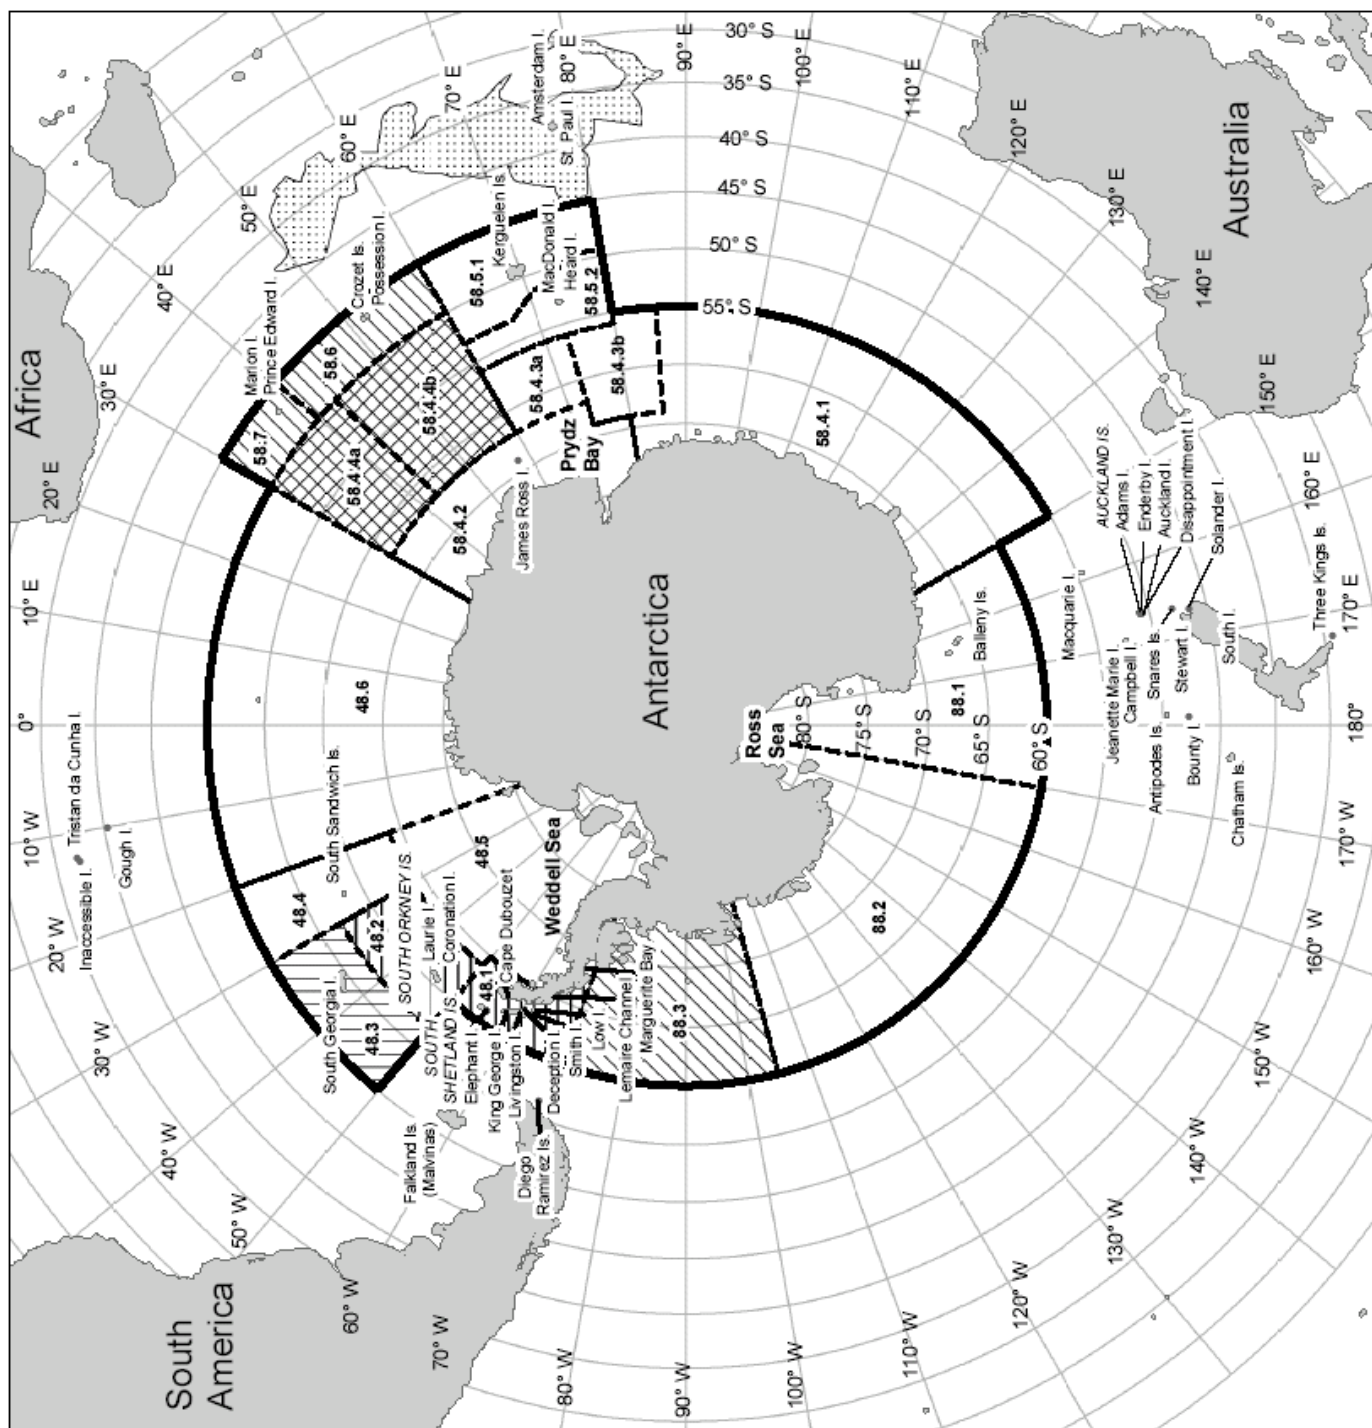 South
America
Africa
Australia
Antarctica
60° W
50° W
40° W
30° W
20° W
10° W
0°
10° E
20° E
30° E
40° E
50° E
60° E
70° E
80° E
90° E
100° E
110° E
120° E
130° E
140° E
150° E
160° E
170° E
180°
170° W
160° W
150° W
140° W
130° W
120° W
110° W
100° W
90° W
80° W
70° W
30° S
35° S
40° S
45° S
50° S
55° S
60° S
65° S
70° S
75° S
80° S
Inaccessible I.
Tristan da Cunha I.
Gough I.
South Sandwich Is.
South Georgia I.
SOUTH ORKNEY IS.
Laurie I.
Coronation I.
SOUTH
SHETLAND IS.
Elephant I.
King George I.
Livingston I.
Deception I.
Smith I.
Low I.
Lemaire Channel
Marguerite Bay
Cape Dubouzet
Weddell Sea
Falkland Is.
(Malvinas)
Diego
Ramirez Is.
Marion I.
Prince Edward I.
Crozet Is.
Possession I.
Kerguelen Is.
MacDonald I.
Heard I.
Amsterdam I.
St. Paul I.
James Ross I.
Prydz
Bay
Ross
Sea
Balleny Is.
Macquarie I.
AUCKLAND IS.
Adams I.
Enderby I.
Auckland I.
Disappointment I.
Solander I.
Jeanette Marie I.
Campbell I.
Snares Is.
Stewart I.
South I.
Three Kings Is.
Antipodes Is.
Bounty I.
Chatham Is.
48.1
48.2
48.3
48.4
48.5
48.6
58.4.1
58.4.2
58.4.3a
58.4.3b
58.4.4a
58.4.4b
58.5.1
58.5.2
58.6
58.7
88.1
88.2
88.3